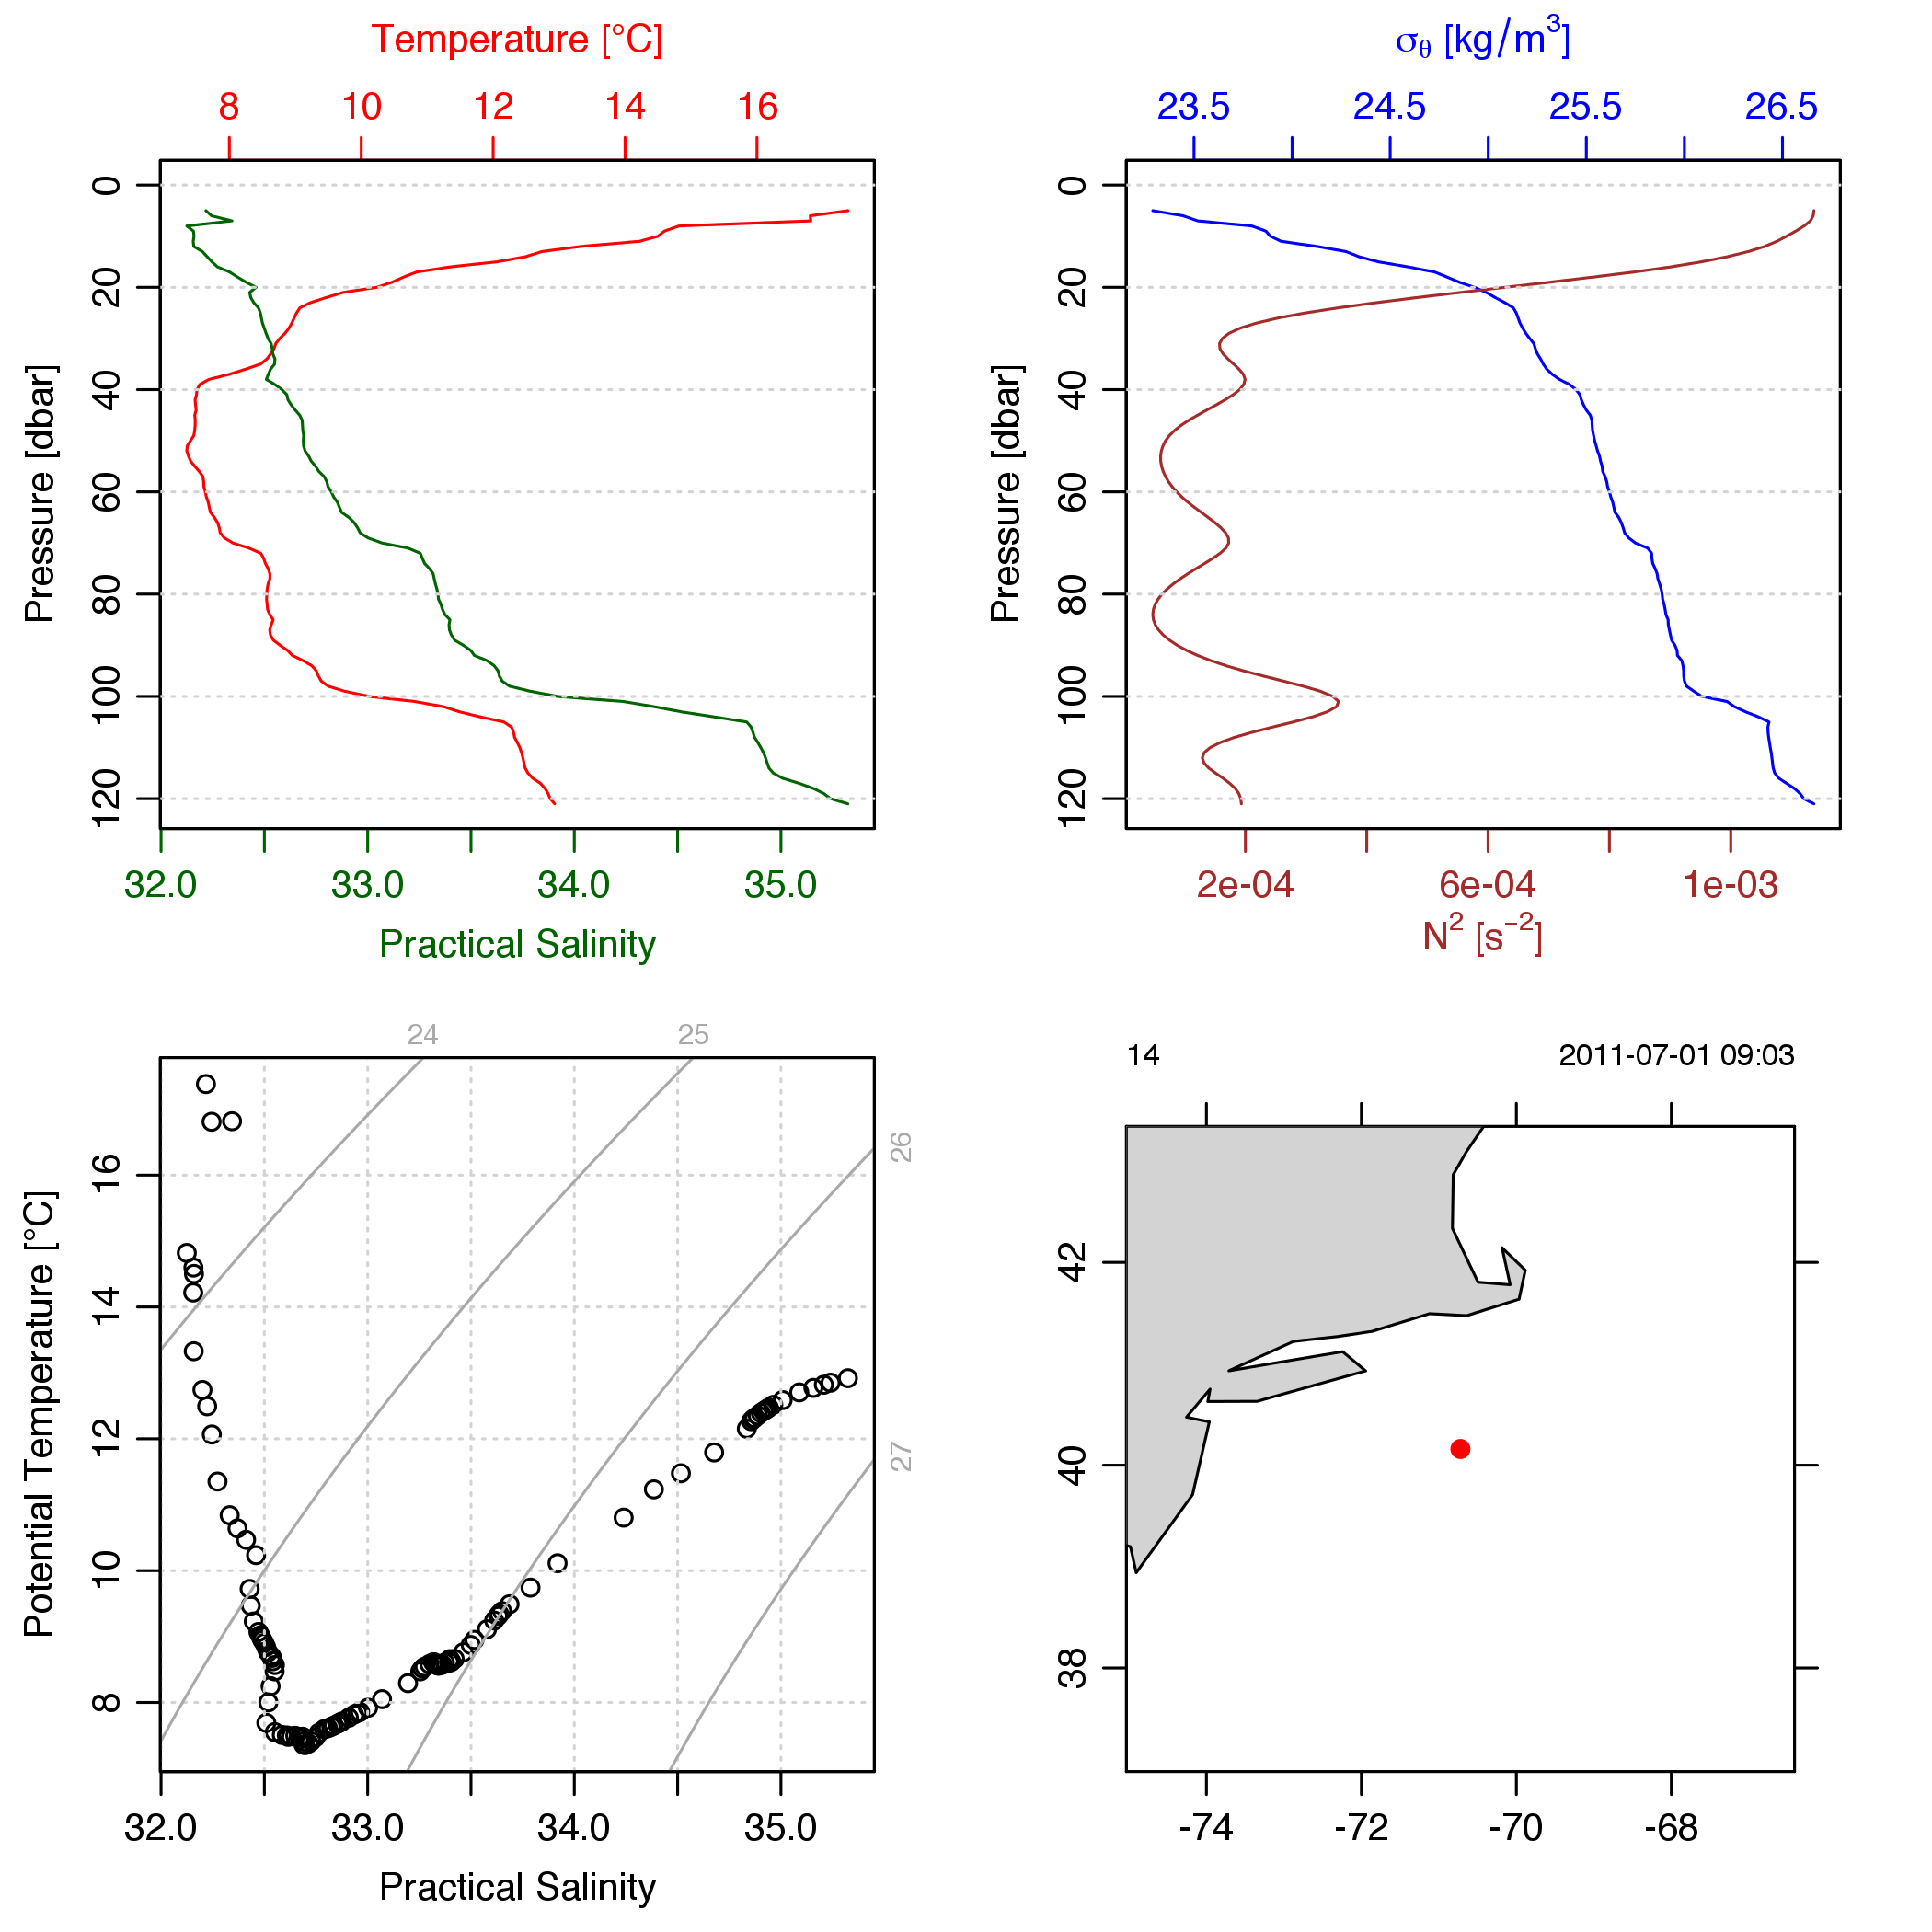 Temperature [°C]
8 10 12 14 16
Pressure [dbar]
0 20 40 60 80 100 120
32.0 33.0 34.0 35.0
Practical Salinity
σθ [kg/m³]
23.5 24.5 25.5 26.5
Pressure [dbar]
0 20 40 60 80 100 120
2e-04 6e-04 1e-03
N² [s⁻²]
24 25
26
27
Potential Temperature [°C]
8 10 12 14 16
32.0 33.0 34.0 35.0
Practical Salinity
14 2011-07-01 09:03
42
40
38
-74 -72 -70 -68